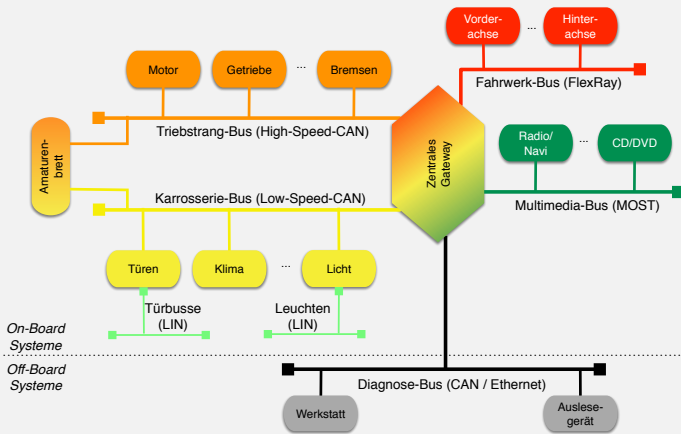 Vorder-
achse
...
Hinter-
achse
Motor
Getriebe
...
Bremsen
Fahrwerk-Bus (FlexRay)
Triebstrang-Bus (High-Speed-CAN)
Amaturen-
brett
Zentrales
Gateway
Radio/
Navi
...
CD/DVD
Karrosserie-Bus (Low-Speed-CAN)
Multimedia-Bus (MOST)
Türen
Klima
...
Licht
Türbusse
(LIN)
Leuchten
(LIN)
On-Board
Systeme
Off-Board
Systeme
Diagnose-Bus (CAN / Ethernet)
Werkstatt
Auslese-
gerät